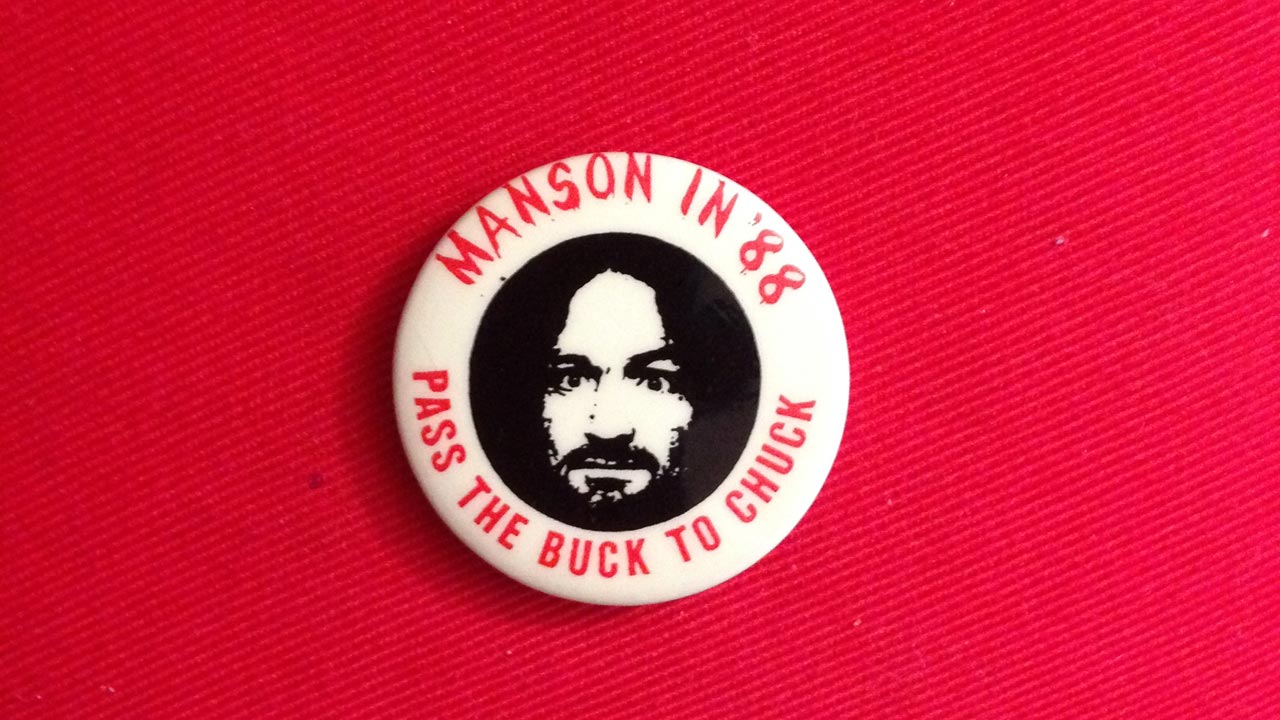 MANSON IN '88
PASS THE BUCK TO CHUCK